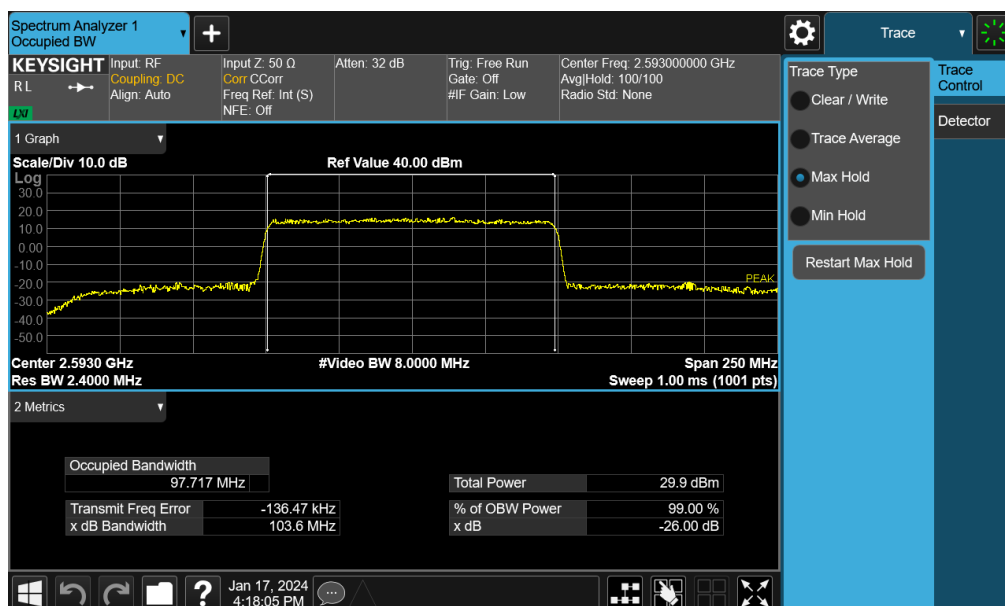 Spectrum Analyzer 1
Occupied BW
▼
+
Trace
▼
KEYSIGHT
RL
LXI
Input: RF
Coupling: DC
Align: Auto
Input Z: 50 Ω
Corr CCorr
Freq Ref: Int (S)
NFE: Off
Atten: 32 dB
Trig: Free Run
Gate: Off
#IF Gain: Low
Center Freq: 2.593000000 GHz
Avg|Hold: 100/100
Radio Std: None
1 Graph ▼
Scale/Div 10.0 dB
Ref Value 40.00 dBm
Log
30.0
20.0
10.0
0.00
-10.0
-20.0
-30.0
-40.0
-50.0
PEAK
Center 2.5930 GHz
#Video BW 8.0000 MHz
Span 250 MHz
Res BW 2.4000 MHz
Sweep 1.00 ms (1001 pts)
2 Metrics ▼
Occupied Bandwidth
97.717 MHz
Transmit Freq Error -136.47 kHz
x dB Bandwidth 103.6 MHz
Total Power 29.9 dBm
% of OBW Power 99.00 %
x dB -26.00 dB
?
Jan 17, 2024
4:18:05 PM
Trace Type
Clear / Write
Trace Average
Max Hold
Min Hold
Restart Max Hold
Trace
Control
Detector